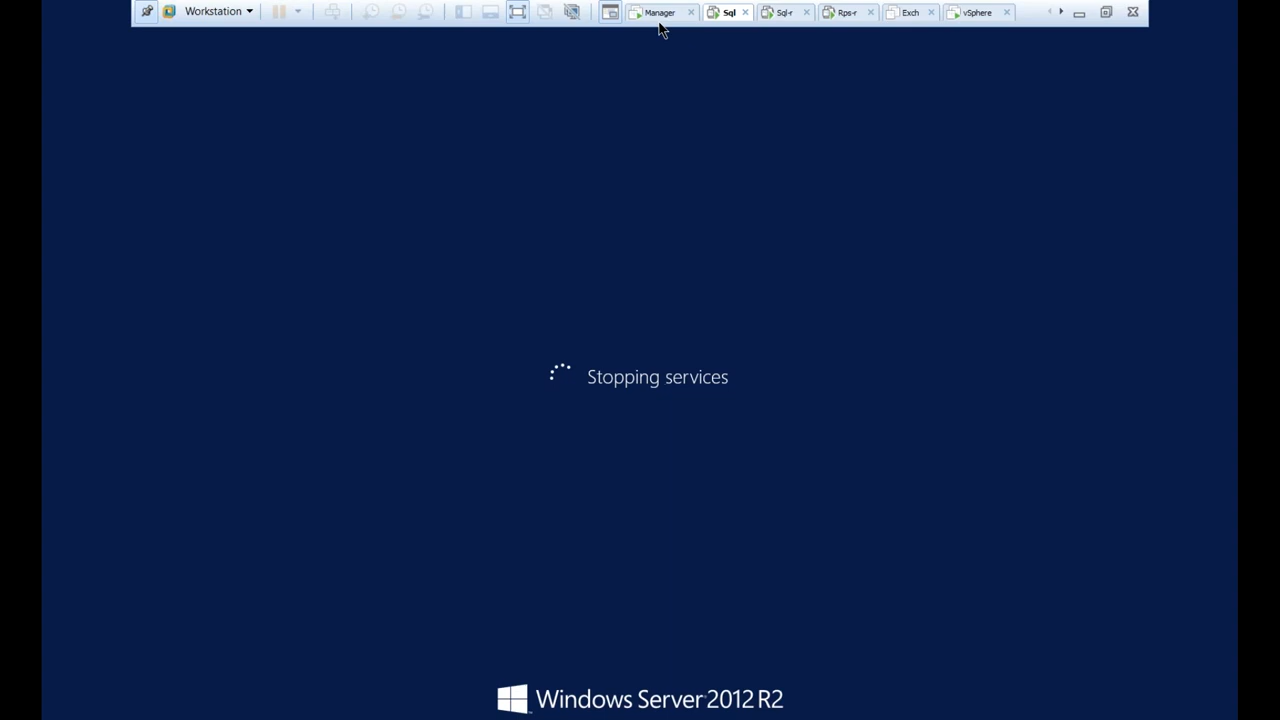 Workstation Manager Sql Sql-r Rps-r Exch vSphere
Stopping services
Windows Server 2012 R2